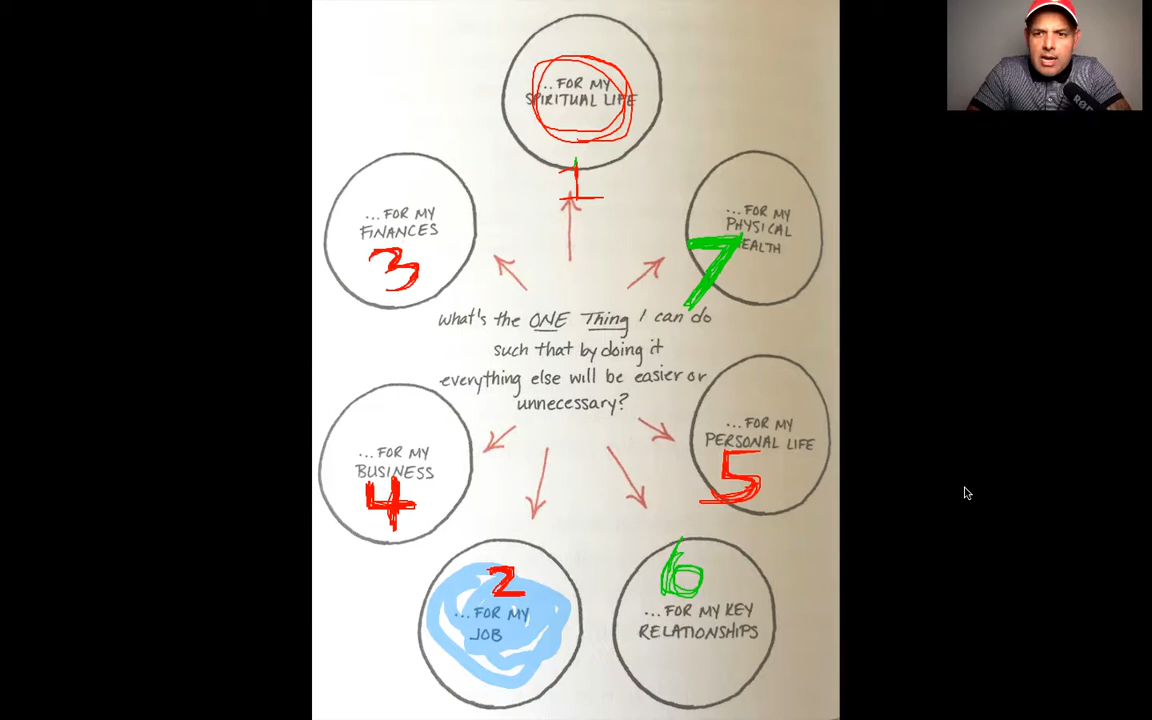 ...FOR MY
SPIRITUAL LIFE
1
...FOR MY
FINANCES
3
...FOR MY
PHYSICAL
HEALTH
7
What's the ONE Thing I can do
such that by doing it
everything else will be easier or
unnecessary?
...FOR MY
BUSINESS
4
...FOR MY
PERSONAL LIFE
5
2
...FOR MY
JOB
6
...FOR MY KEY
RELATIONSHIPS
RØDE